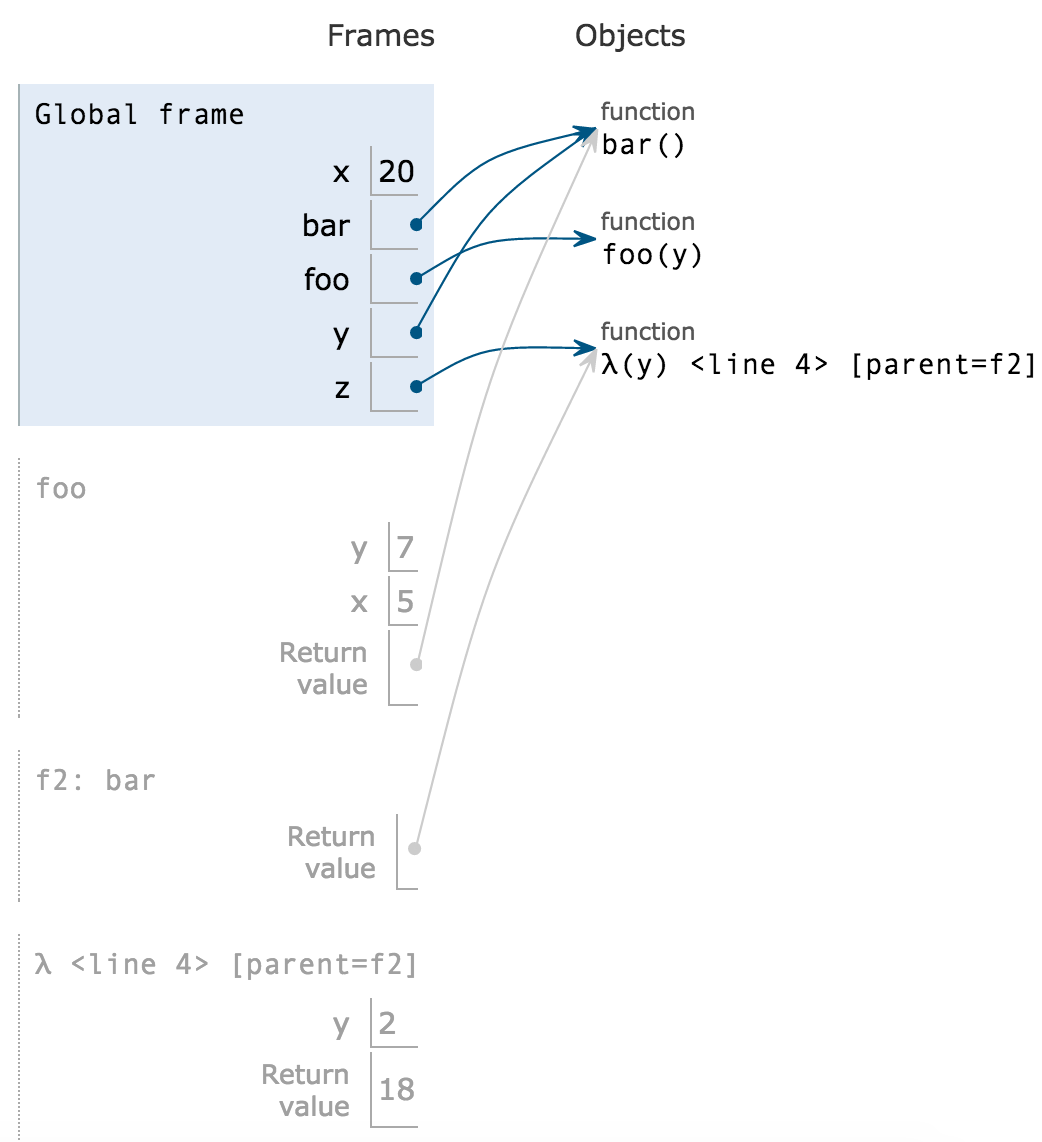 Frames Objects
Global frame
x 20
bar
foo
y
z
function
bar()
function
foo(y)
function
λ(y) <line 4> [parent=f2]
foo
y 7
x 5
Return
value
f2: bar
Return
value
λ <line 4> [parent=f2]
y 2
Return
value
18